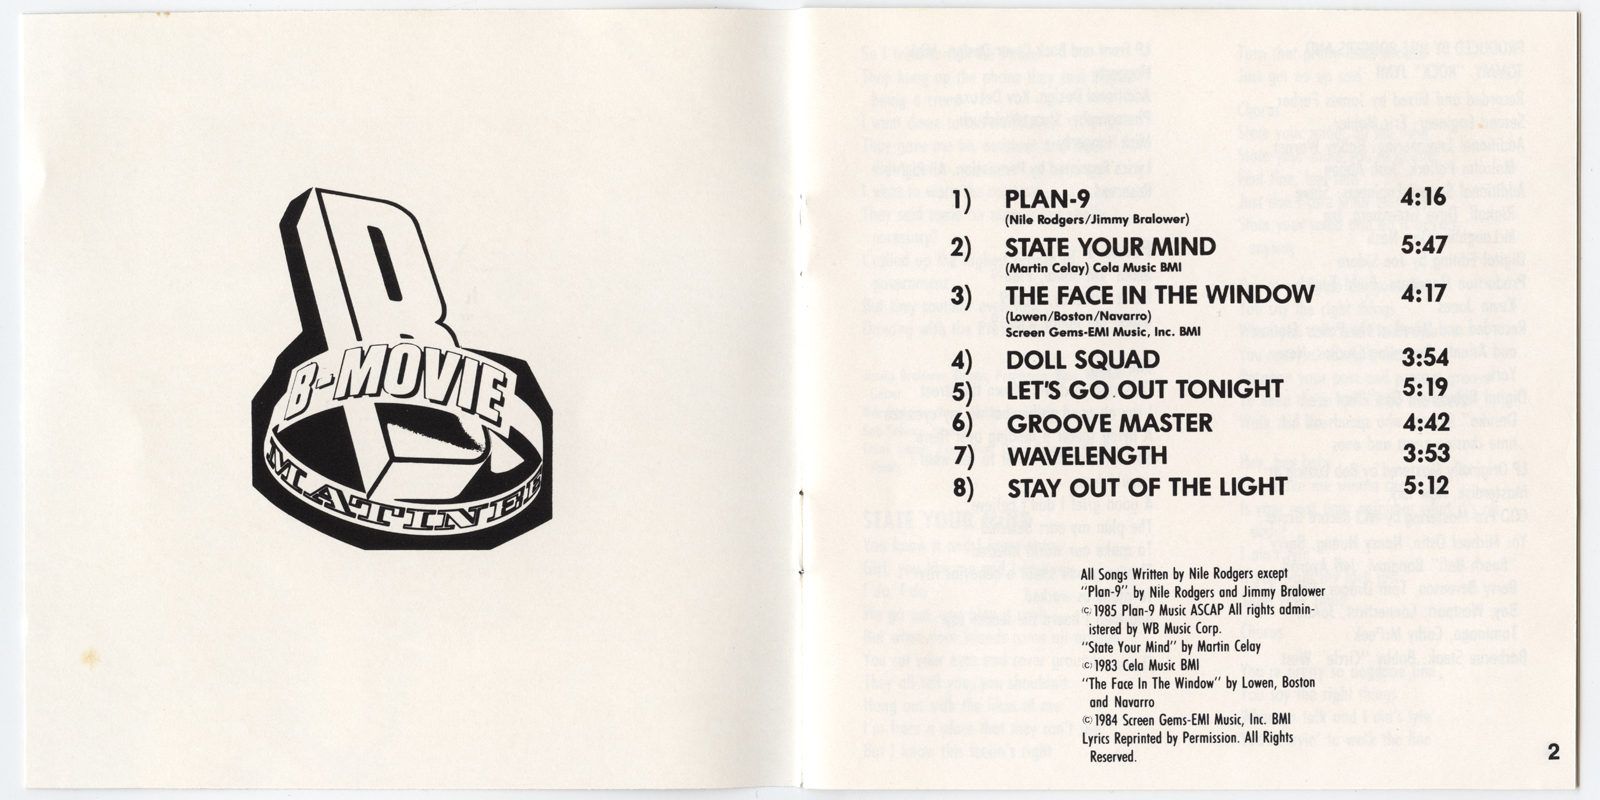 B
B-MOVIE
MATINEE
1) PLAN-9 4:16
(Nile Rodgers/Jimmy Bralower)
2) STATE YOUR MIND 5:47
(Martin Celay) Cela Music BMI
3) THE FACE IN THE WINDOW 4:17
(Lowen/Boston/Navarro)
Screen Gems-EMI Music, Inc. BMI
4) DOLL SQUAD 3:54
5) LET'S GO OUT TONIGHT 5:19
6) GROOVE MASTER 4:42
7) WAVELENGTH 3:53
8) STAY OUT OF THE LIGHT 5:12
All Songs Written by Nile Rodgers except
"Plan-9" by Nile Rodgers and Jimmy Bralower
©1985 Plan-9 Music ASCAP All rights admin-
istered by WB Music Corp.
"State Your Mind" by Martin Celay
©1983 Cela Music BMI
"The Face In The Window" by Lowen, Boston
and Navarro
©1984 Screen Gems-EMI Music, Inc. BMI
Lyrics Reprinted by Permission. All Rights
Reserved.
2